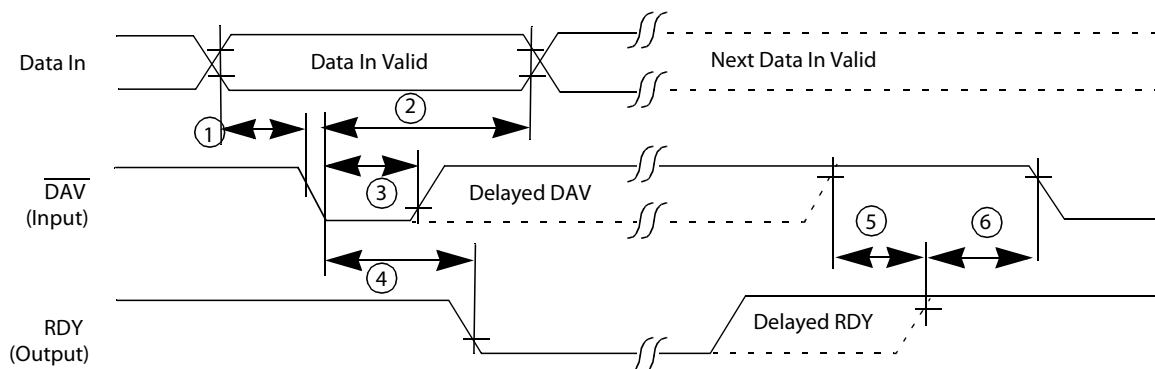 Data In
Data In Valid
Next Data In Valid
1
2
DAV
(Input)
3
Delayed DAV
5
6
4
RDY
(Output)
Delayed RDY